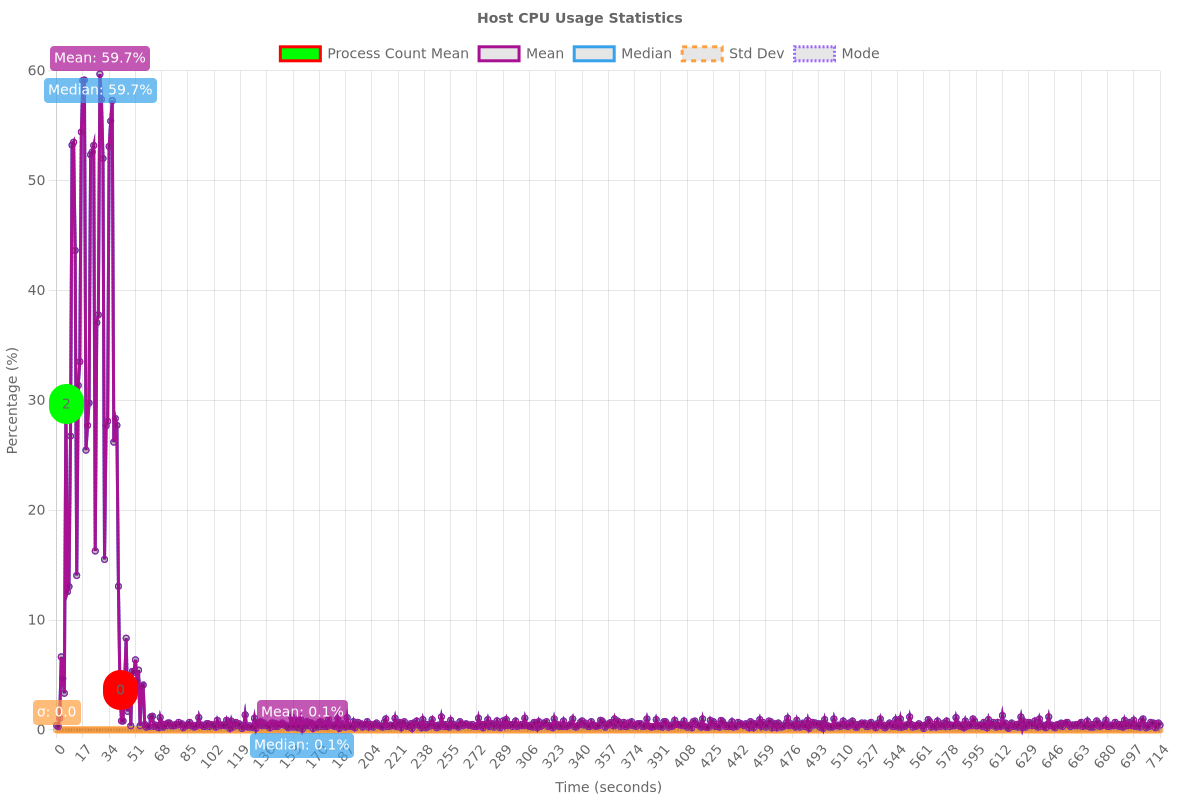 Host CPU Usage Statistics
Process Count Mean Mean Median Std Dev Mode
Mean: 59.7%
Median: 59.7%
60
50
40
30
20
10
0
Percentage (%)
2
0
σ: 0.0
Mean: 0.1%
Median: 0.1%
0 17 34 51 68 85 102 119 136 153 170 187 204 221 238 255 272 289 306 323 340 357 374 391 408 425 442 459 476 493 510 527 544 561 578 595 612 629 646 663 680 697 714
Time (seconds)